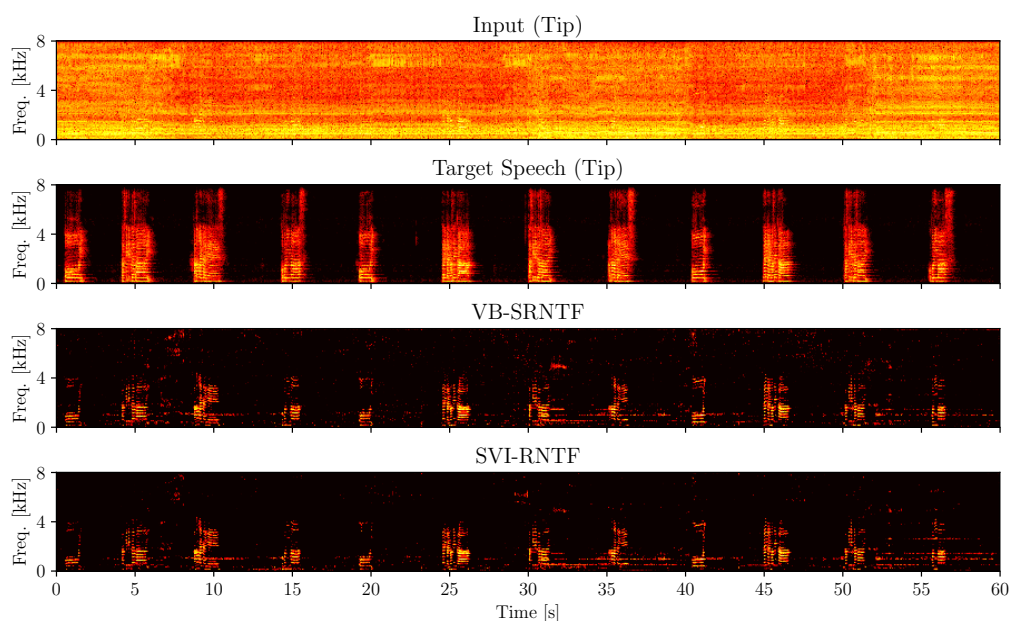 Input (Tip)
8
4
0
Freq. [kHz]
Target Speech (Tip)
8
4
0
Freq. [kHz]
VB-SRNTF
8
4
0
Freq. [kHz]
SVI-RNTF
8
4
0
Freq. [kHz]
0 5 10 15 20 25 30 35 40 45 50 55 60
Time [s]